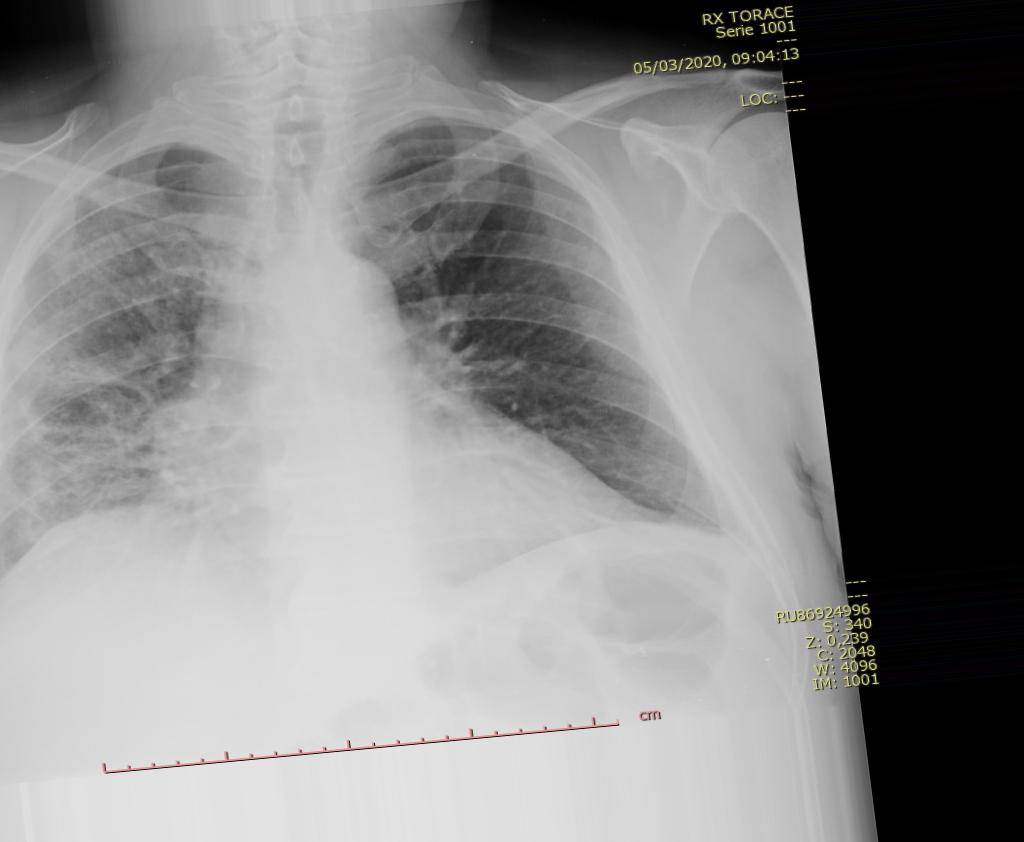 RX TORACE
Serie 1001
---
05/03/2020, 09:04:13
---
LOC: ---
---
---
---
RU86924996
S: 340
Z: 0,239
C: 2048
W: 4096
IM: 1001
cm